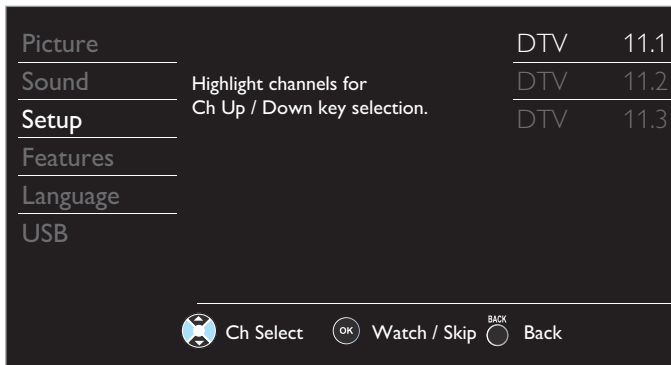 Picture
Sound
Setup
Features
Language
USB
Highlight channels for
Ch Up / Down key selection.
DTV 11.1
DTV 11.2
DTV 11.3
Ch Select OK Watch / Skip BACK Back